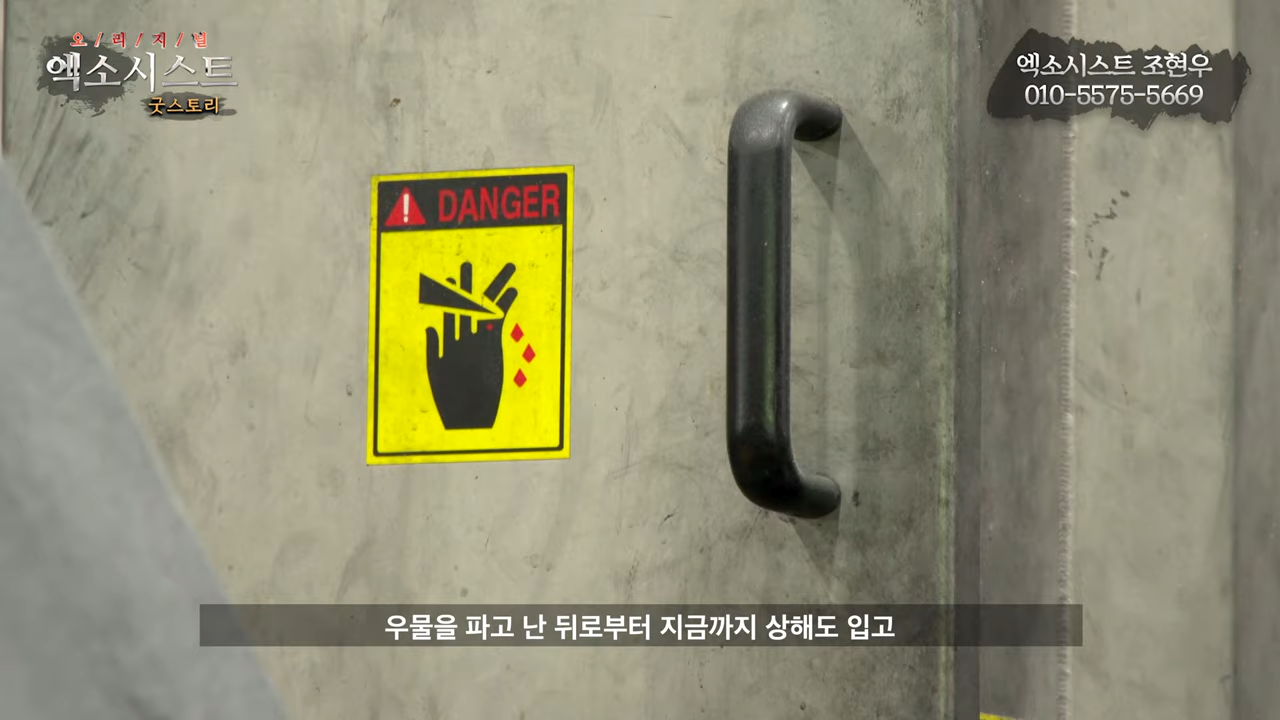 오/리/지/널
엑소시스트
굿스토리
엑소시스트 조현우
010-5575-5669
DANGER
우물을 파고 난 뒤로부터 지금까지 상해도 입고